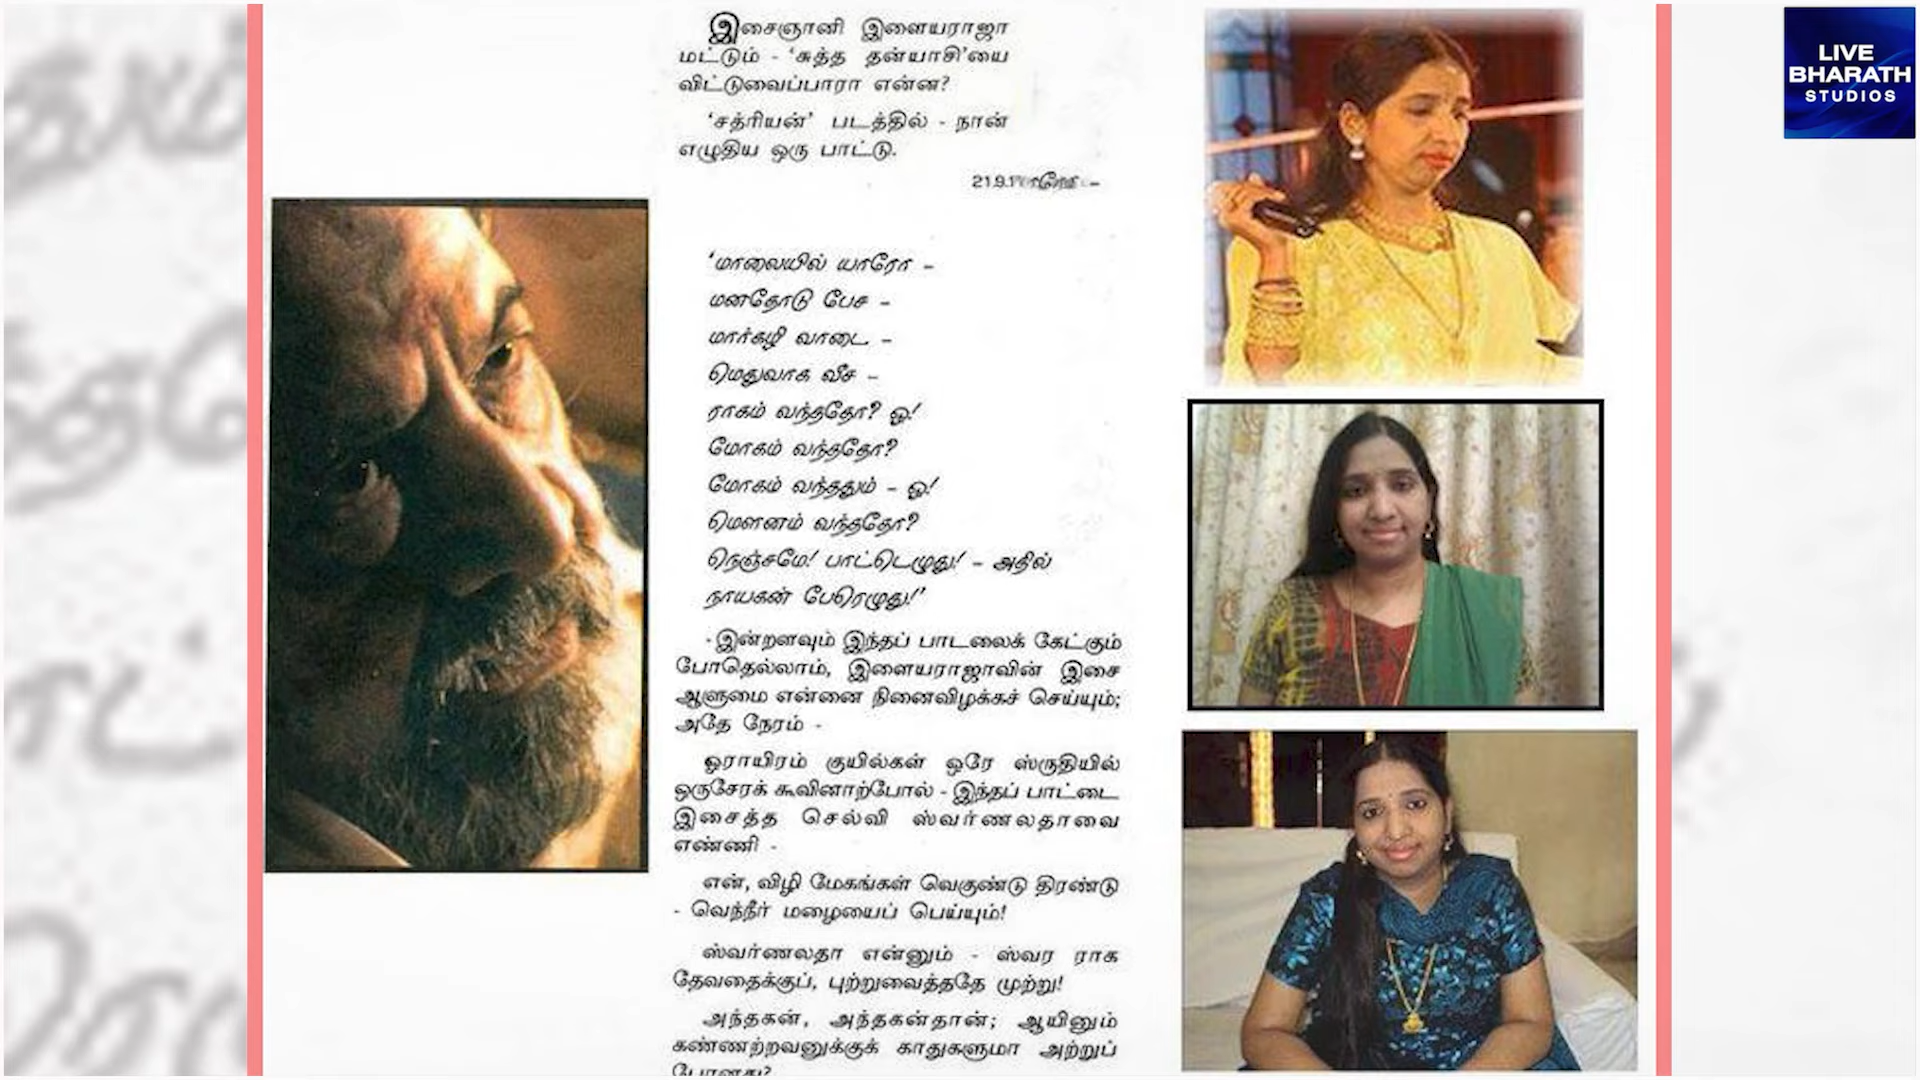 இசைஞானி இளையராஜா
மட்டும் - 'சுத்த தன்யாசி'யை
விட்டுவைப்பாரா என்ன?
'சத்ரியன்' படத்தில் - நான்
எழுதிய ஒரு பாட்டு.
21.9.1
'மாலையில் யாரோ –
மனதோடு பேச –
மார்கழி வாடை –
மெதுவாக வீச –
ராகம் வந்ததோ? ஓ!
மோகம் வந்ததோ?
மோகம் வந்ததும் – ஓ!
மௌனம் வந்ததோ?
நெஞ்சமே! பாட்டெழுது! – அதில்
நாயகன் பேரெழுது!'
- இன்றளவும் இந்தப் பாடலைக் கேட்கும்
போதெல்லாம், இளையராஜாவின் இசை
ஆளுமை என்னை நினைவிழக்கச் செய்யும்;
அதே நேரம் -
ஓராயிரம் குயில்கள் ஒரே ஸ்ருதியில்
ஒருசேரக் கூவினாற்போல் - இந்தப் பாட்டை
இசைத்த செல்வி ஸ்வர்ணலதாவை
எண்ணி -
என், விழி மேகங்கள் வெகுண்டு திரண்டு
- வெந்நீர் மழையைப் பெய்யும்!
ஸ்வர்ணலதா என்னும் - ஸ்வர ராக
தேவதைக்குப், புற்றுவைத்ததே முற்று!
அந்தகன், அந்தகன்தான்; ஆயினும்
கண்ணற்றவனுக்குக் காதுகளுமா அற்றுப்
போனது?
LIVE
BHARATH
STUDIOS